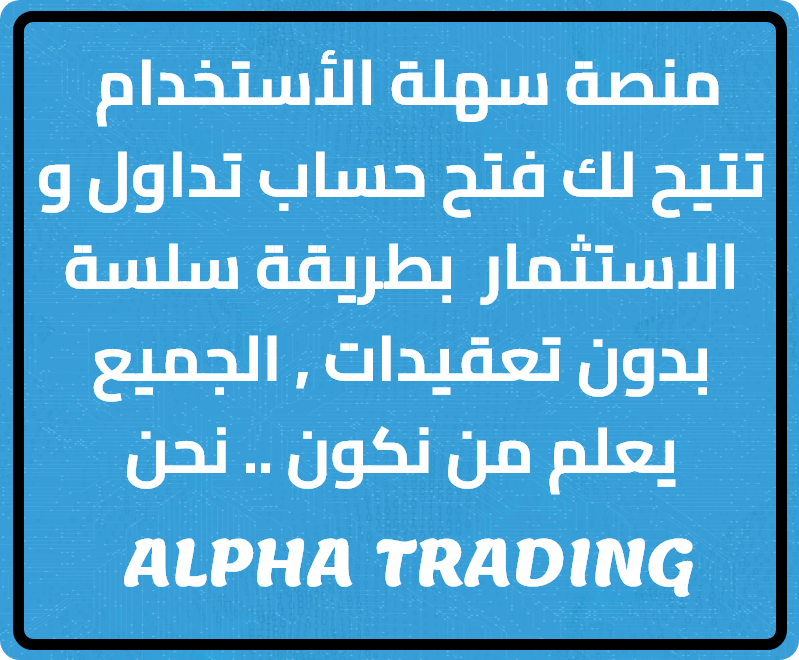 منصة سهلة الأستخدام
تتيح لك فتح حساب تداول و
الاستثمار بطريقة سلسة
بدون تعقيدات , الجميع
يعلم من نكون .. نحن
ALPHA TRADING